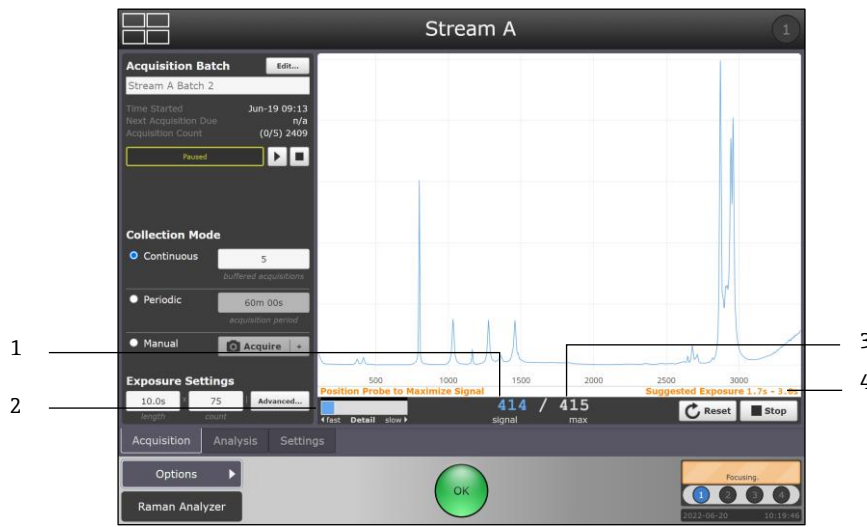 Stream A
1
Acquisition Batch
Edit...
Stream A Batch 2
Time Started Jun-19 09:13
Next Acquisition Due n/a
Acquisition Count (0/5) 2409
Paused
Collection Mode
Continuous 5
buffered acquisitions
Periodic 60m 00s
acquisition period
Manual Acquire +
Exposure Settings
10.0s × 75 Advanced...
length count
500 1000 1500 2000 2500 3000
Position Probe to Maximize Signal Suggested Exposure 1.7s - 3.0s
fast Detail slow
414 / 415
signal max
Reset Stop
Acquisition Analysis Settings
Options
Raman Analyzer
OK
Focusing.
1 2 3 4
2022-06-20 10:19:46
1
2
3
4